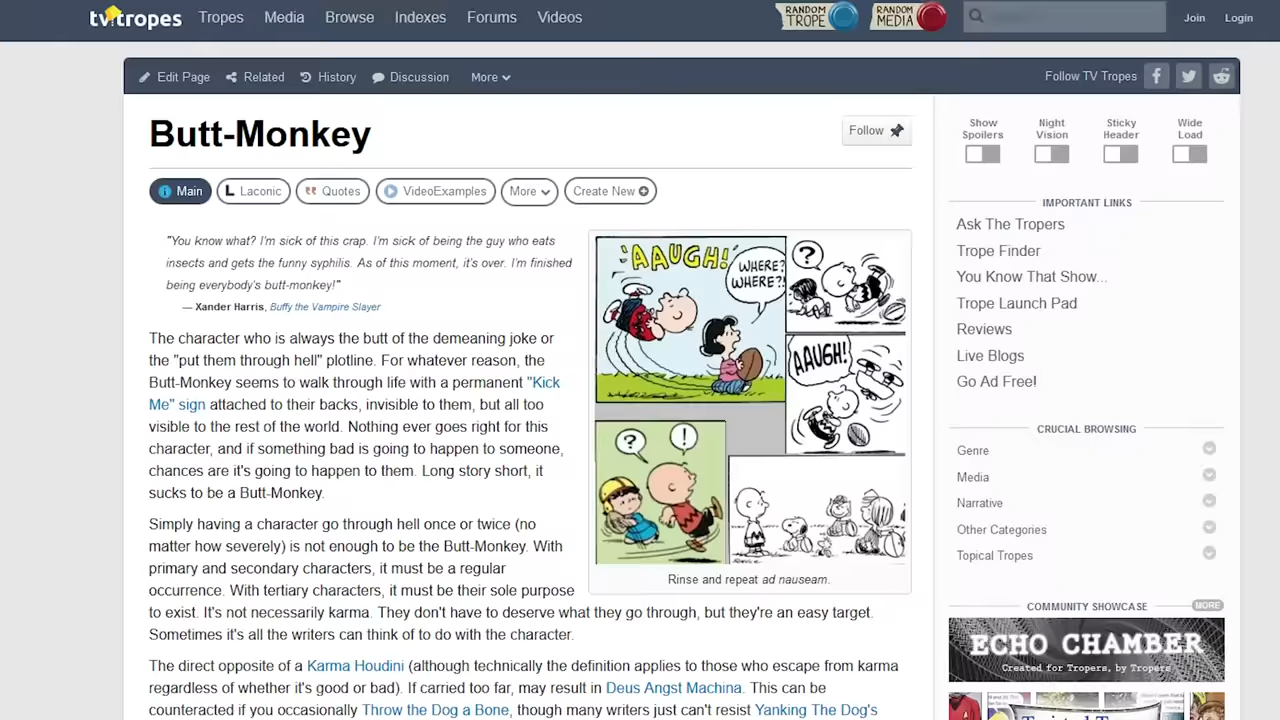 tvtropes
Tropes
Media
Browse
Indexes
Forums
Videos
RANDOM TROPE
RANDOM MEDIA
Join
Login
Edit Page
Related
History
Discussion
More
Follow TV Tropes
Butt-Monkey
Follow
Main
Laconic
Quotes
VideoExamples
More
Create New
"You know what? I'm sick of this crap. I'm sick of being the guy who eats
insects and gets the funny syphilis. As of this moment, it's over. I'm finished
being everybody's butt-monkey!"
— Xander Harris, Buffy the Vampire Slayer
The character who is always the butt of the demeaning joke or
the "put them through hell" plotline. For whatever reason, the
Butt-Monkey seems to walk through life with a permanent "Kick
Me" sign attached to their backs, invisible to them, but all too
visible to the rest of the world. Nothing ever goes right for this
character, and if something bad is going to happen to someone,
chances are it's going to happen to them. Long story short, it
sucks to be a Butt-Monkey.
'AAUGH!'
WHERE?
WHERE?!
?
AAUGH!
?
!
Rinse and repeat ad nauseam.
Simply having a character go through hell once or twice (no
matter how severely) is not enough to be the Butt-Monkey. With
primary and secondary characters, it must be a regular
occurrence. With tertiary characters, it must be their sole purpose
to exist. It's not necessarily karma. They don't have to deserve what they go through, but they're an easy target.
Sometimes it's all the writers can think of to do with the character.
The direct opposite of a Karma Houdini (although technically the definition applies to those who escape from karma
regardless of whether it's good or bad). If carried too far, may result in Deus Angst Machina. This can be
counteracted if you occasionally Throw the Dog a Bone, though many writers just can't resist Yanking The Dog's
Show Spoilers
Night Vision
Sticky Header
Wide Load
IMPORTANT LINKS
Ask The Tropers
Trope Finder
You Know That Show...
Trope Launch Pad
Reviews
Live Blogs
Go Ad Free!
CRUCIAL BROWSING
Genre
Media
Narrative
Other Categories
Topical Tropes
COMMUNITY SHOWCASE
MORE
ECHO CHAMBER
Created for Tropers, by Tropers